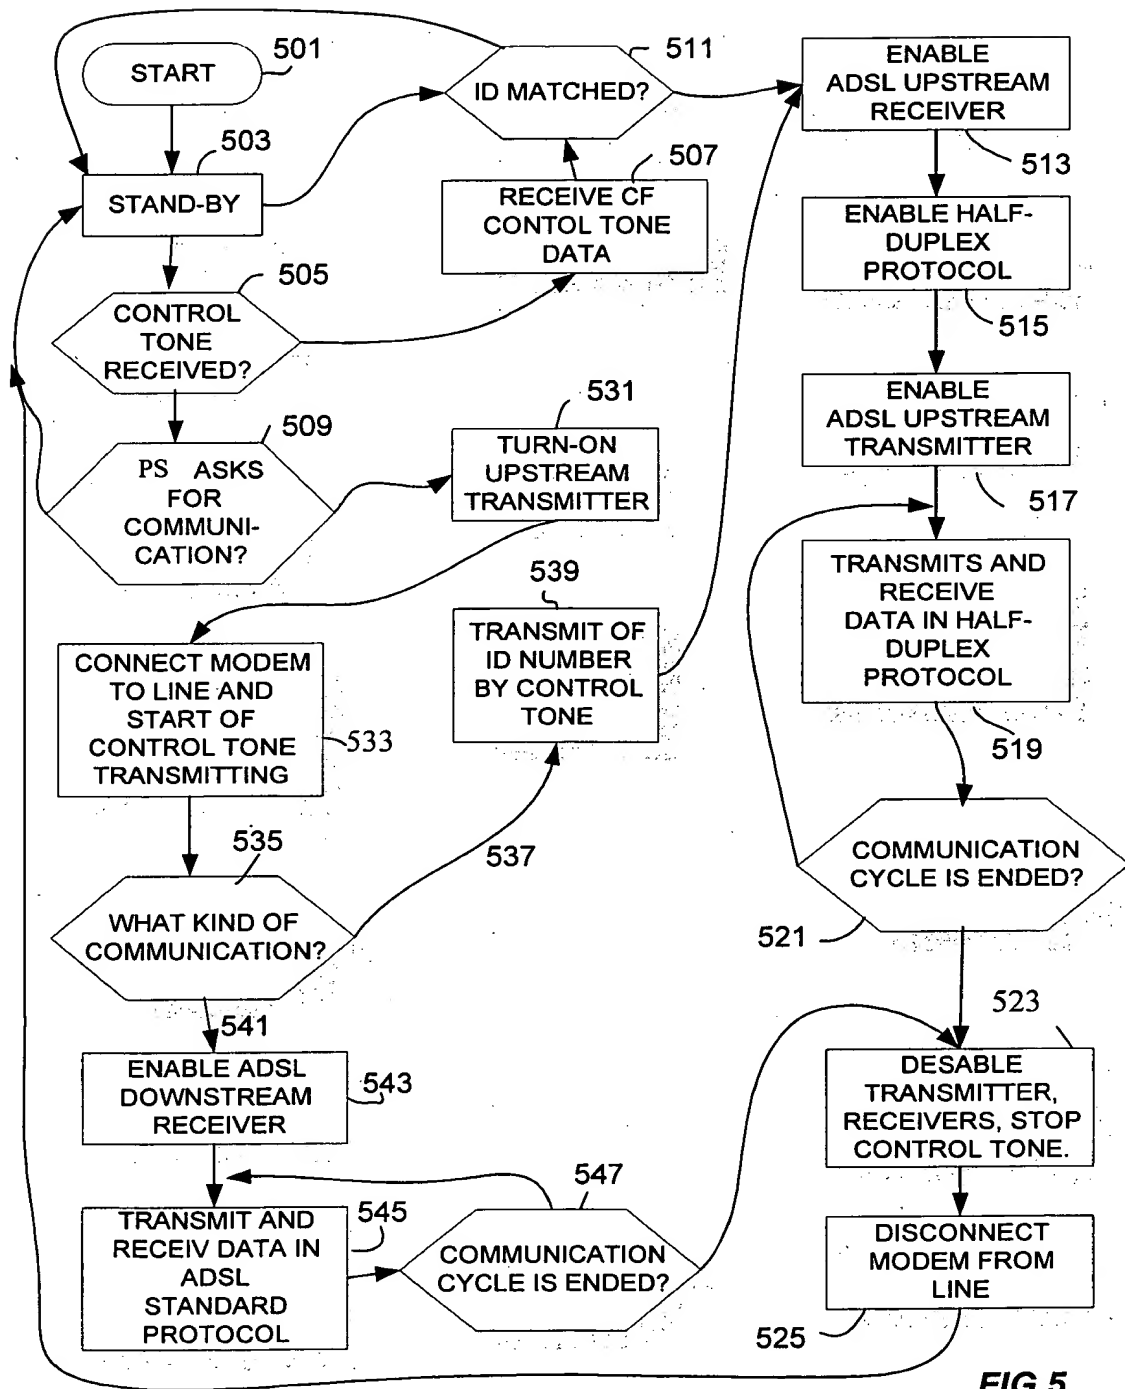 START
501
503
STAND-BY
505
CONTROL
TONE
RECEIVED?
509
PS ASKS
FOR
COMMUNI-
CATION?
511
ID MATCHED?
507
RECEIVE CF
CONTOL TONE
DATA
531
TURN-ON
UPSTREAM
TRANSMITTER
539
TRANSMIT OF
ID NUMBER
BY CONTROL
TONE
CONNECT MODEM
TO LINE AND
START OF
CONTROL TONE
TRANSMITTING
533
535
WHAT KIND OF
COMMUNICATION?
537
541
ENABLE ADSL
DOWNSTREAM
RECEIVER
543
TRANSMIT AND
RECEIV DATA IN
ADSL
STANDARD
PROTOCOL
545
547
COMMUNICATION
CYCLE IS ENDED?
ENABLE
ADSL UPSTREAM
RECEIVER
513
ENABLE HALF-
DUPLEX
PROTOCOL
515
ENABLE
ADSL UPSTREAM
TRANSMITTER
517
TRANSMITS AND
RECEIVE
DATA IN HALF-
DUPLEX
PROTOCOL
519
COMMUNICATION
CYCLE IS ENDED?
521
523
DESABLE
TRANSMITTER,
RECEIVERS, STOP
CONTROL TONE.
DISCONNECT
MODEM FROM
LINE
525
FIG 5